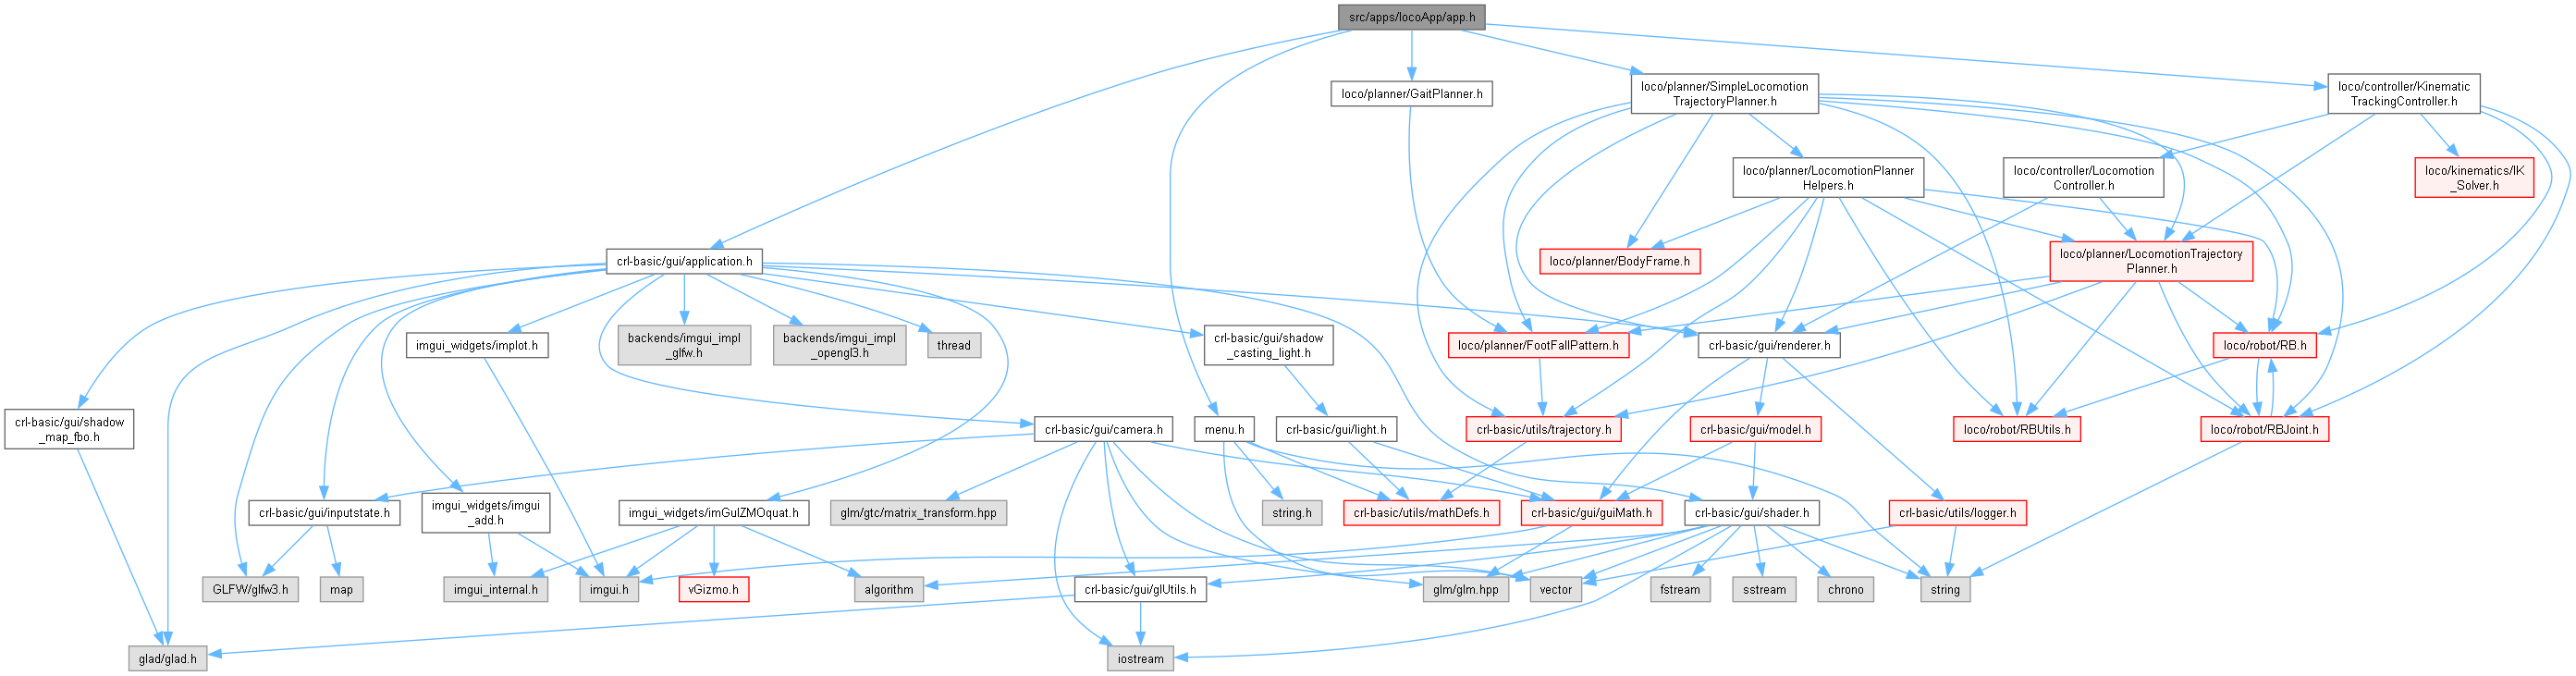 src/apps/locoApp/app.h
loco/planner/GaitPlanner.h
loco/planner/SimpleLocomotion
TrajectoryPlanner.h
loco/controller/Kinematic
TrackingController.h
loco/planner/LocomotionPlanner
Helpers.h
loco/controller/Locomotion
Controller.h
loco/kinematics/IK
_Solver.h
crl-basic/gui/application.h
loco/planner/BodyFrame.h
loco/planner/LocomotionTrajectory
Planner.h
imgui_widgets/implot.h
backends/imgui_impl
_glfw.h
backends/imgui_impl
_opengl3.h
thread
crl-basic/gui/shadow
_casting_light.h
loco/planner/FootFallPattern.h
crl-basic/gui/renderer.h
loco/robot/RB.h
crl-basic/gui/shadow
_map_fbo.h
crl-basic/gui/camera.h
menu.h
crl-basic/gui/light.h
crl-basic/utils/trajectory.h
crl-basic/gui/model.h
loco/robot/RBUtils.h
loco/robot/RBJoint.h
crl-basic/gui/inputstate.h
imgui_widgets/imgui
_add.h
imgui_widgets/imGuIZMOquat.h
glm/gtc/matrix_transform.hpp
string.h
crl-basic/utils/mathDefs.h
crl-basic/gui/guiMath.h
crl-basic/gui/shader.h
crl-basic/utils/logger.h
GLFW/glfw3.h
map
imgui_internal.h
imgui.h
vGizmo.h
algorithm
crl-basic/gui/glUtils.h
glm/glm.hpp
vector
fstream
sstream
chrono
string
glad/glad.h
iostream